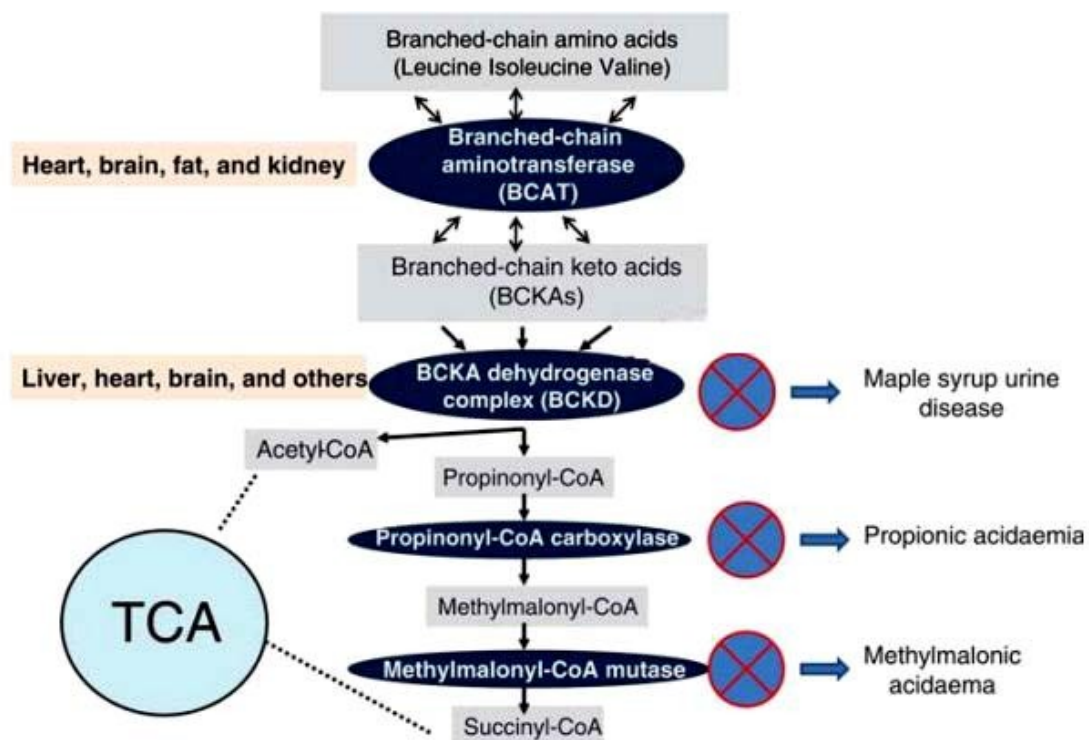 Branched-chain amino acids
(Leucine Isoleucine Valine)
Heart, brain, fat, and kidney
Branched-chain
aminotransferase
(BCAT)
Branched-chain keto acids
(BCKAs)
Liver, heart, brain, and others
BCKA dehydrogenase
complex (BCKD)
Maple syrup urine
disease
Acetyl-CoA
Propinonyl-CoA
Propinonyl-CoA carboxylase
Propionic acidaemia
Methylmalonyl-CoA
TCA
Methylmalonyl-CoA mutase
Methylmalonic
acidaema
Succinyl-CoA